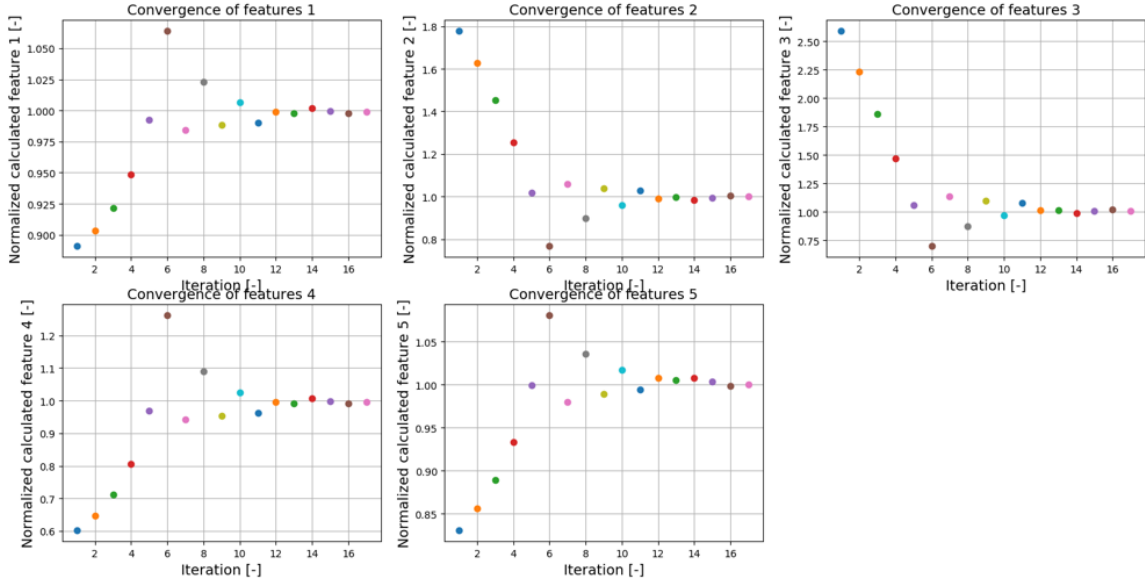 Convergence of features 1
Normalized calculated feature 1 [-]
1.050
1.025
1.000
0.975
0.950
0.925
0.900
2 4 6 8 10 12 14 16
Iteration [-]
Convergence of features 2
Normalized calculated feature 2 [-]
1.8
1.6
1.4
1.2
1.0
0.8
2 4 6 8 10 12 14 16
Iteration [-]
Convergence of features 3
Normalized calculated feature 3 [-]
2.50
2.25
2.00
1.75
1.50
1.25
1.00
0.75
2 4 6 8 10 12 14 16
Iteration [-]
Convergence of features 4
Normalized calculated feature 4 [-]
1.2
1.1
1.0
0.9
0.8
0.7
0.6
2 4 6 8 10 12 14 16
Iteration [-]
Convergence of features 5
Normalized calculated feature 5 [-]
1.05
1.00
0.95
0.90
0.85
2 4 6 8 10 12 14 16
Iteration [-]